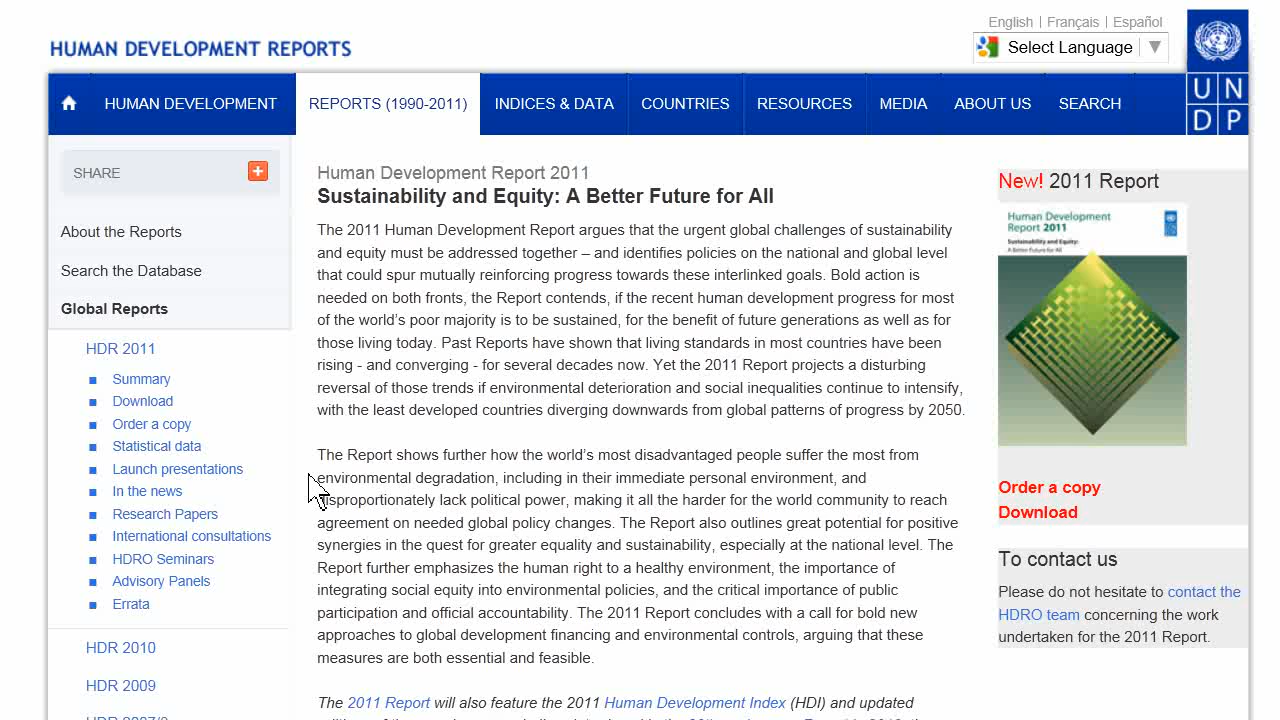 English | Français | Español
HUMAN DEVELOPMENT REPORTS
Select Language
UN
DP
HUMAN DEVELOPMENT
REPORTS (1990-2011)
INDICES & DATA
COUNTRIES
RESOURCES
MEDIA
ABOUT US
SEARCH
SHARE
About the Reports
Search the Database
Global Reports
HDR 2011
Summary
Download
Order a copy
Statistical data
Launch presentations
In the news
Research Papers
International consultations
HDRO Seminars
Advisory Panels
Errata
HDR 2010
HDR 2009
Human Development Report 2011
Sustainability and Equity: A Better Future for All
The 2011 Human Development Report argues that the urgent global challenges of sustainability
and equity must be addressed together – and identifies policies on the national and global level
that could spur mutually reinforcing progress towards these interlinked goals. Bold action is
needed on both fronts, the Report contends, if the recent human development progress for most
of the world's poor majority is to be sustained, for the benefit of future generations as well as for
those living today. Past Reports have shown that living standards in most countries have been
rising - and converging - for several decades now. Yet the 2011 Report projects a disturbing
reversal of those trends if environmental deterioration and social inequalities continue to intensify,
with the least developed countries diverging downwards from global patterns of progress by 2050.
The Report shows further how the world's most disadvantaged people suffer the most from
environmental degradation, including in their immediate personal environment, and
disproportionately lack political power, making it all the harder for the world community to reach
agreement on needed global policy changes. The Report also outlines great potential for positive
synergies in the quest for greater equality and sustainability, especially at the national level. The
Report further emphasizes the human right to a healthy environment, the importance of
integrating social equity into environmental policies, and the critical importance of public
participation and official accountability. The 2011 Report concludes with a call for bold new
approaches to global development financing and environmental controls, arguing that these
measures are both essential and feasible.
The 2011 Report will also feature the 2011 Human Development Index (HDI) and updated
New! 2011 Report
Human Development
Report 2011
Sustainability and Equity:
A Better Future for All
Order a copy
Download
To contact us
Please do not hesitate to contact the
HDRO team concerning the work
undertaken for the 2011 Report.